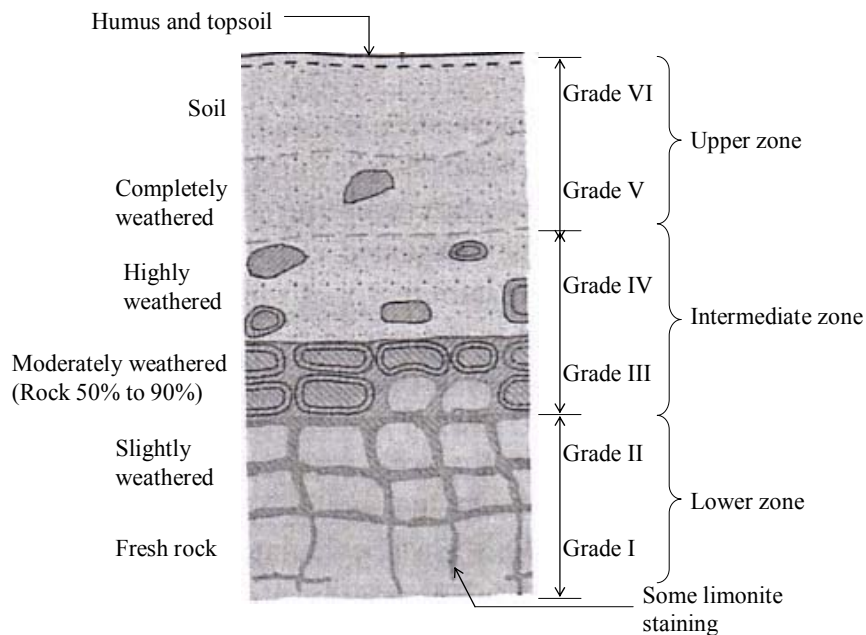 Humus and topsoil
Soil
Grade VI
Upper zone
Completely
weathered
Grade V
Highly
weathered
Grade IV
Intermediate zone
Moderately weathered
(Rock 50% to 90%)
Grade III
Slightly
weathered
Grade II
Lower zone
Fresh rock
Grade I
Some limonite
staining